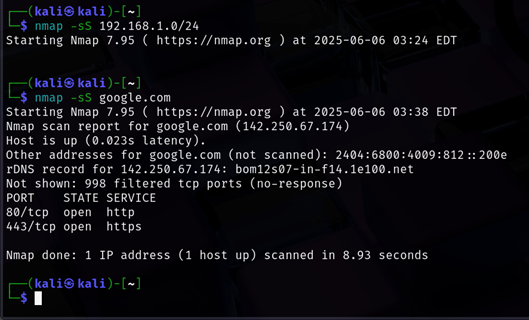 ┌──(kali㉿kali)-[~]
└─$ nmap -sS 192.168.1.0/24
Starting Nmap 7.95 ( https://nmap.org ) at 2025-06-06 03:24 EDT
┌──(kali㉿kali)-[~]
└─$ nmap -sS google.com
Starting Nmap 7.95 ( https://nmap.org ) at 2025-06-06 03:38 EDT
Nmap scan report for google.com (142.250.67.174)
Host is up (0.023s latency).
Other addresses for google.com (not scanned): 2404:6800:4009:812::200e
rDNS record for 142.250.67.174: bom12s07-in-f14.1e100.net
Not shown: 998 filtered tcp ports (no-response)
PORT    STATE SERVICE
80/tcp  open  http
443/tcp open  https
Nmap done: 1 IP address (1 host up) scanned in 8.93 seconds
┌──(kali㉿kali)-[~]
└─$